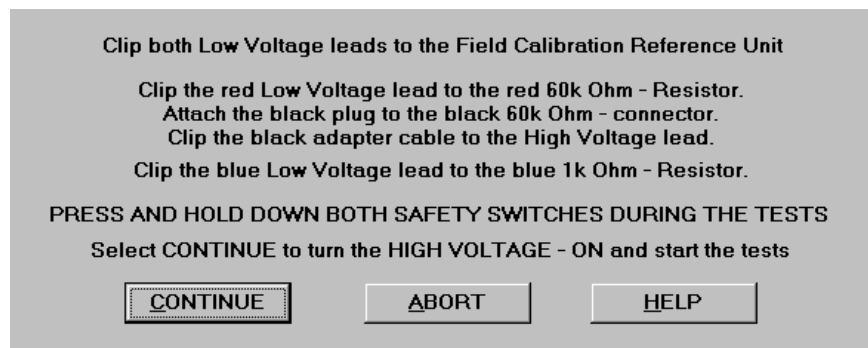 Clip both Low Voltage leads to the Field Calibration Reference Unit
Clip the red Low Voltage lead to the red 60k Ohm - Resistor.
Attach the black plug to the black 60k Ohm - connector.
Clip the black adapter cable to the High Voltage lead.
Clip the blue Low Voltage lead to the blue 1k Ohm - Resistor.
PRESS AND HOLD DOWN BOTH SAFETY SWITCHES DURING THE TESTS
Select CONTINUE to turn the HIGH VOLTAGE - ON and start the tests
CONTINUE ABORT HELP